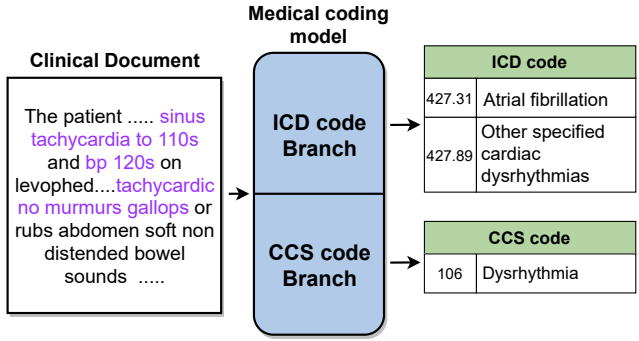 Clinical Document
The patient ..... sinus
tachycardia to 110s
and bp 120s on
levophed....tachycardic
no murmurs gallops or
rubs abdomen soft non
distended bowel
sounds .....
Medical coding
model
ICD code
Branch
CCS code
Branch
ICD code
427.31 Atrial fibrillation
427.89 Other specified
cardiac
dysrhythmias
CCS code
106 Dysrhythmia